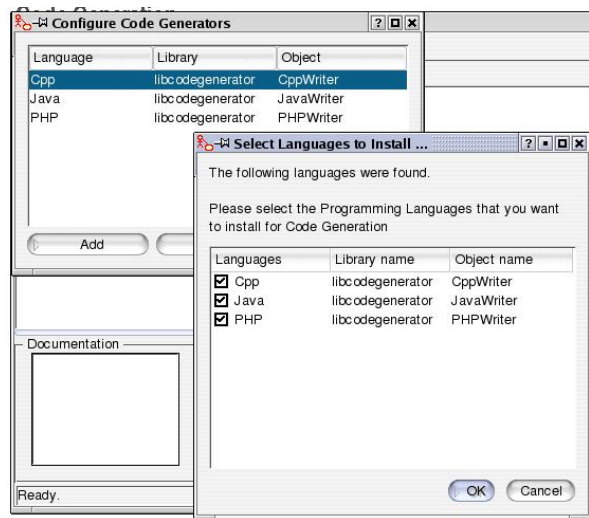 Code Generation
Configure Code Generators
Language Library Object
Cpp libcodegenerator CppWriter
Java libcodegenerator JavaWriter
PHP libcodegenerator PHPWriter
Add
Select Languages to Install ...
The following languages were found.
Please select the Programming Languages that you want
to install for Code Generation
Languages Library name Object name
Cpp libcodegenerator CppWriter
Java libcodegenerator JavaWriter
PHP libcodegenerator PHPWriter
OK Cancel
Documentation
Ready.